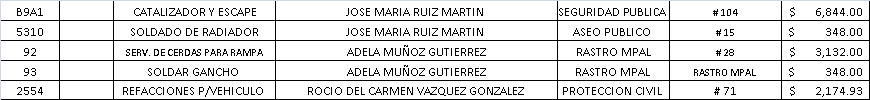 B9A1 CATALIZADOR Y ESCAPE JOSE MARIA RUIZ MARTIN SEGURIDAD PUBLICA #104 $ 6,844.00
5310 SOLDADO DE RADIADOR JOSE MARIA RUIZ MARTIN ASEO PUBLICO #15 $ 348.00
92 SERV. DE CERDAS PARA RAMPA ADELA MUÑOZ GUTIERREZ RASTRO MPAL #28 $ 3,132.00
93 SOLDAR GANCHO ADELA MUÑOZ GUTIERREZ RASTRO MPAL RASTRO MPAL $ 348.00
2554 REFACCIONES P/VEHICULO ROCIO DEL CARMEN VAZQUEZ GONZALEZ PROTECCION CIVIL # 71 $ 2,174.93